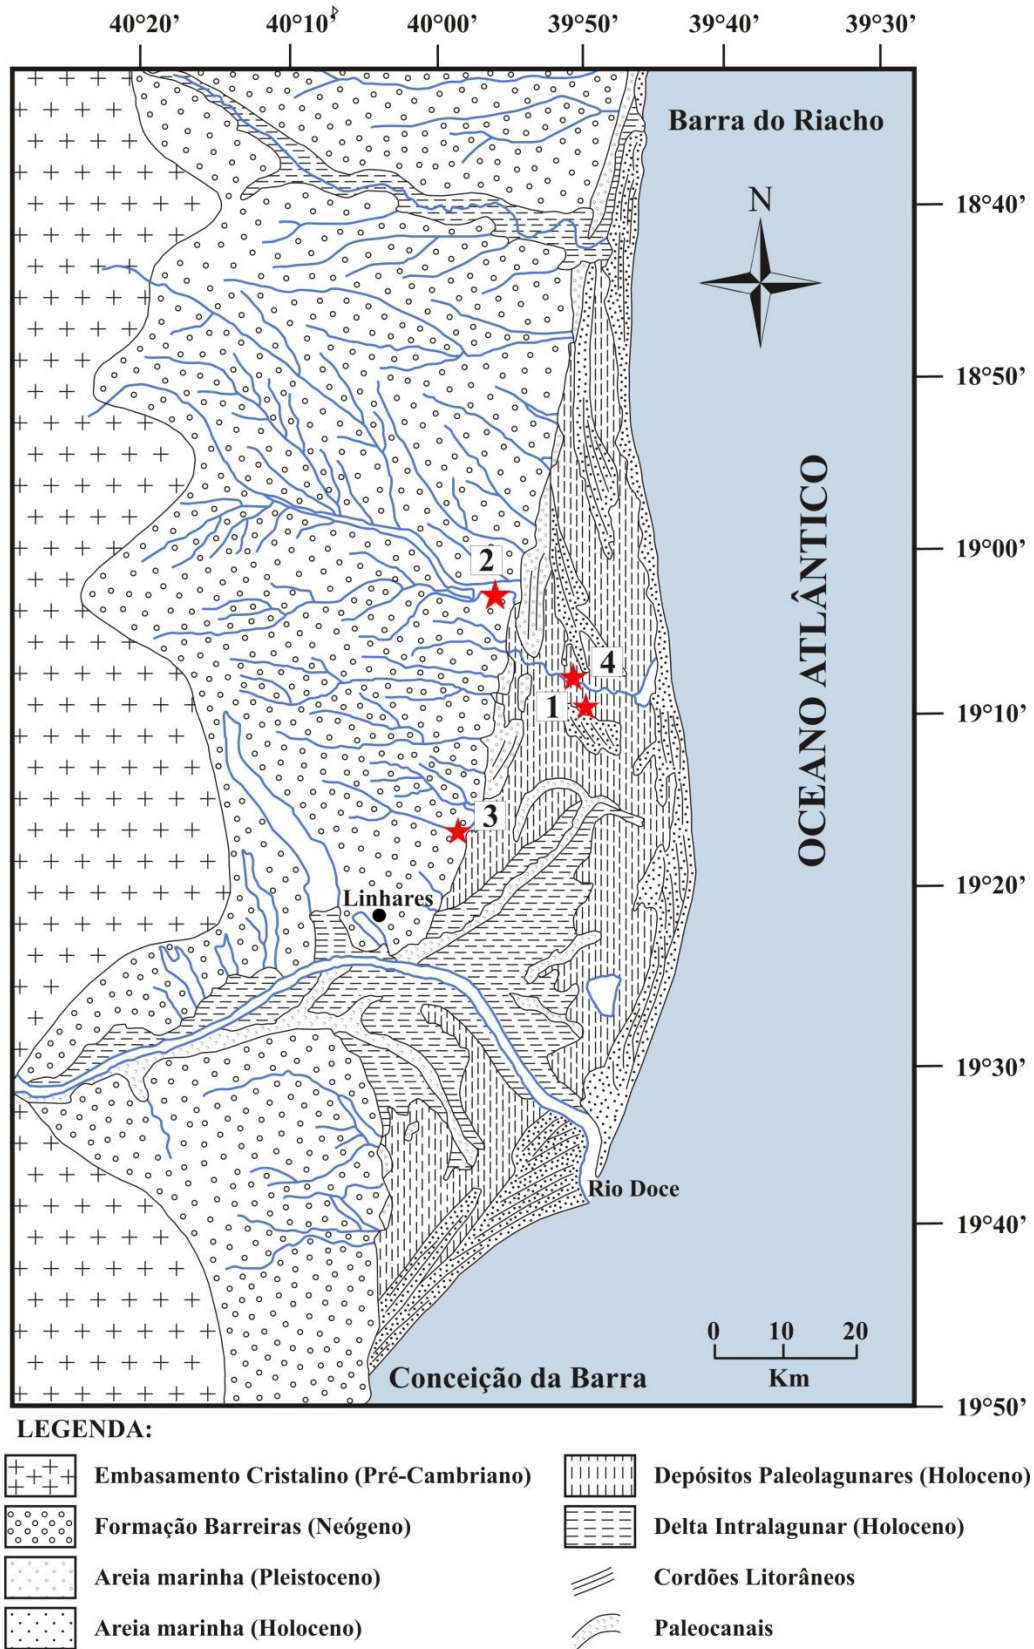 40°20’ 40°10’ 40°00’ 39°50’ 39°40’ 39°30’
Barra do Riacho
N
18°40’
18°50’
19°00’
19°10’
19°20’
19°30’
19°40’
19°50’
OCEANO ATLÂNTICO
2
4
1
3
Linhares
Rio Doce
0 10 20
Km
Conceição da Barra
LEGENDA:
Embasamento Cristalino (Pré-Cambriano)
Formação Barreiras (Neógeno)
Areia marinha (Pleistoceno)
Areia marinha (Holoceno)
Depósitos Paleolagunares (Holoceno)
Delta Intralagunar (Holoceno)
Cordões Litorâneos
Paleocanais